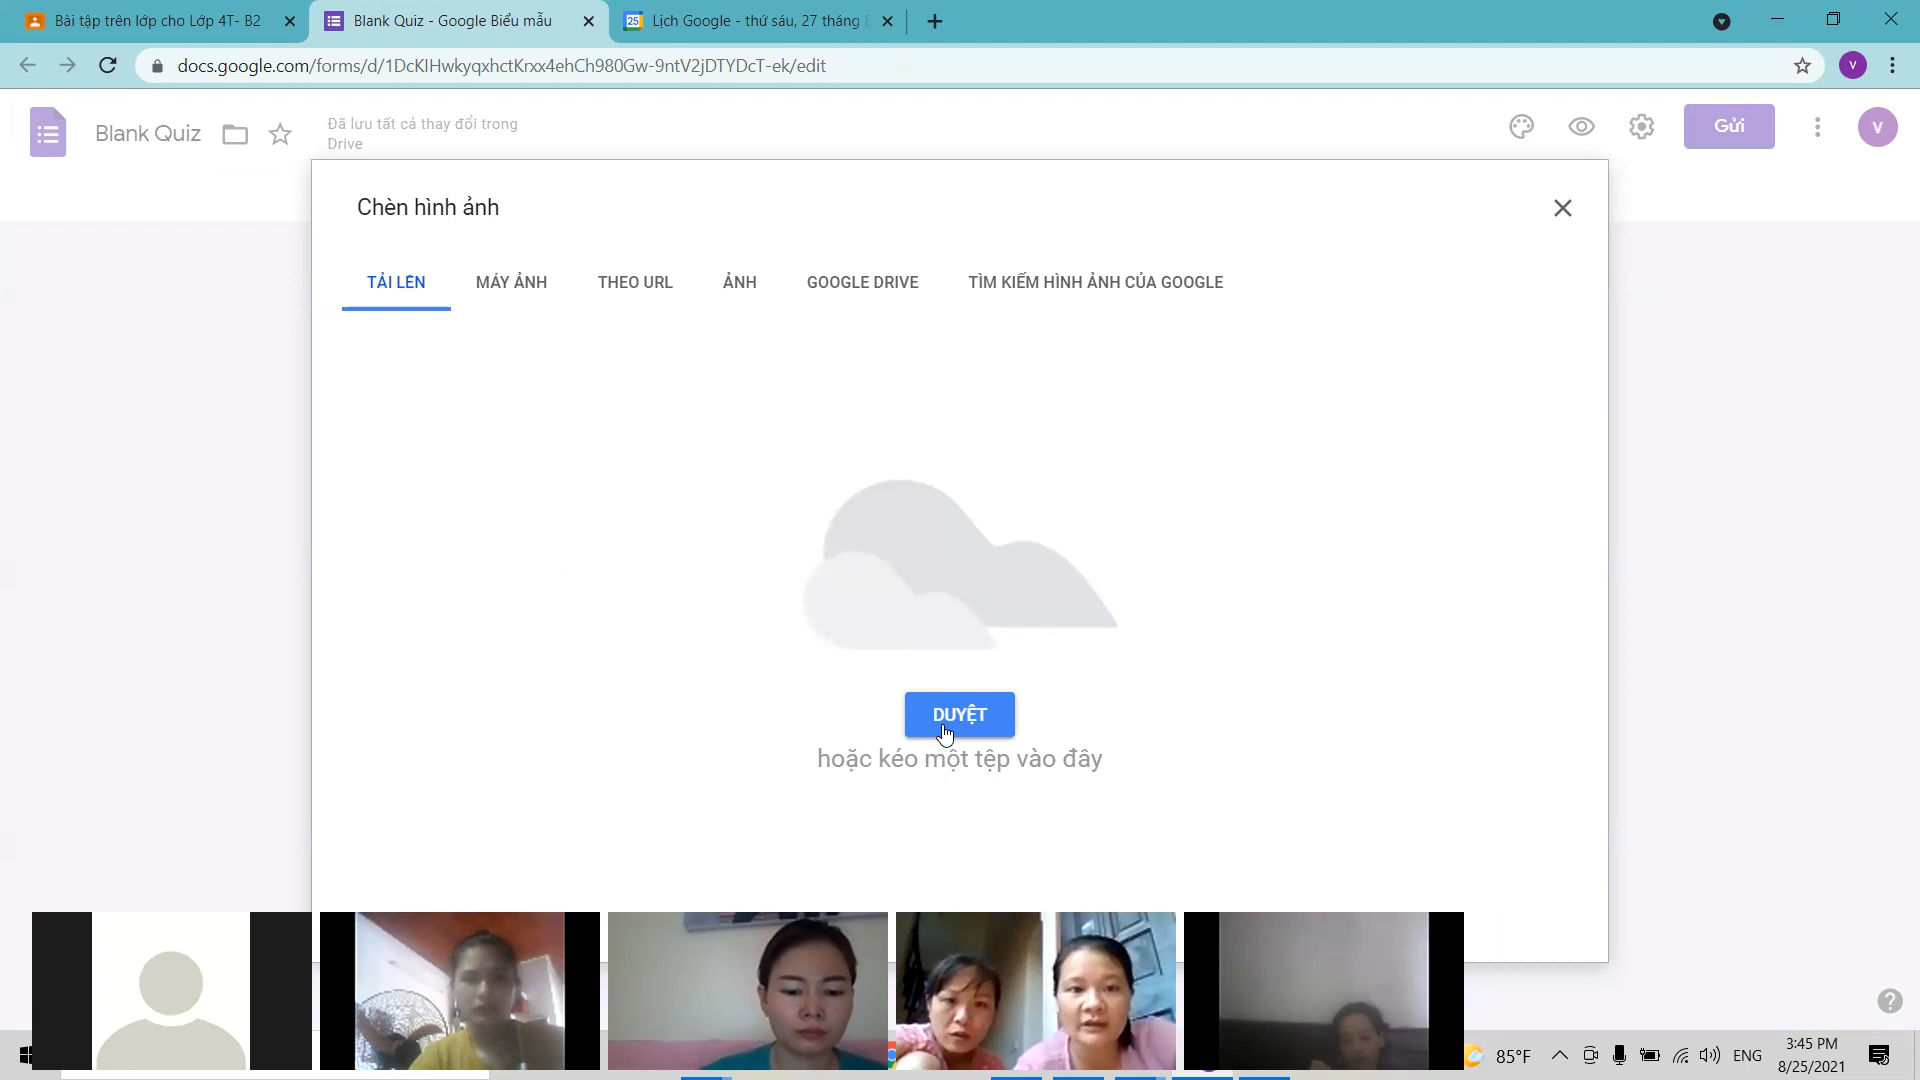 Bài tập trên lớp cho Lớp 4T- B2
Blank Quiz - Google Biểu mẫu
Lịch Google - thứ sáu, 27 tháng 8
docs.google.com/forms/d/1DcKIHwkyqxhctKrxx4ehCh980Gw-9ntV2jDTYDcT-ek/edit
V
Blank Quiz
Đã lưu tất cả thay đổi trong
Drive
Gửi
V
Chèn hình ảnh
TẢI LÊN
MÁY ẢNH
THEO URL
ẢNH
GOOGLE DRIVE
TÌM KIẾM HÌNH ẢNH CỦA GOOGLE
DUYỆT
hoặc kéo một tệp vào đây
85°F
ENG
3:45 PM
8/25/2021